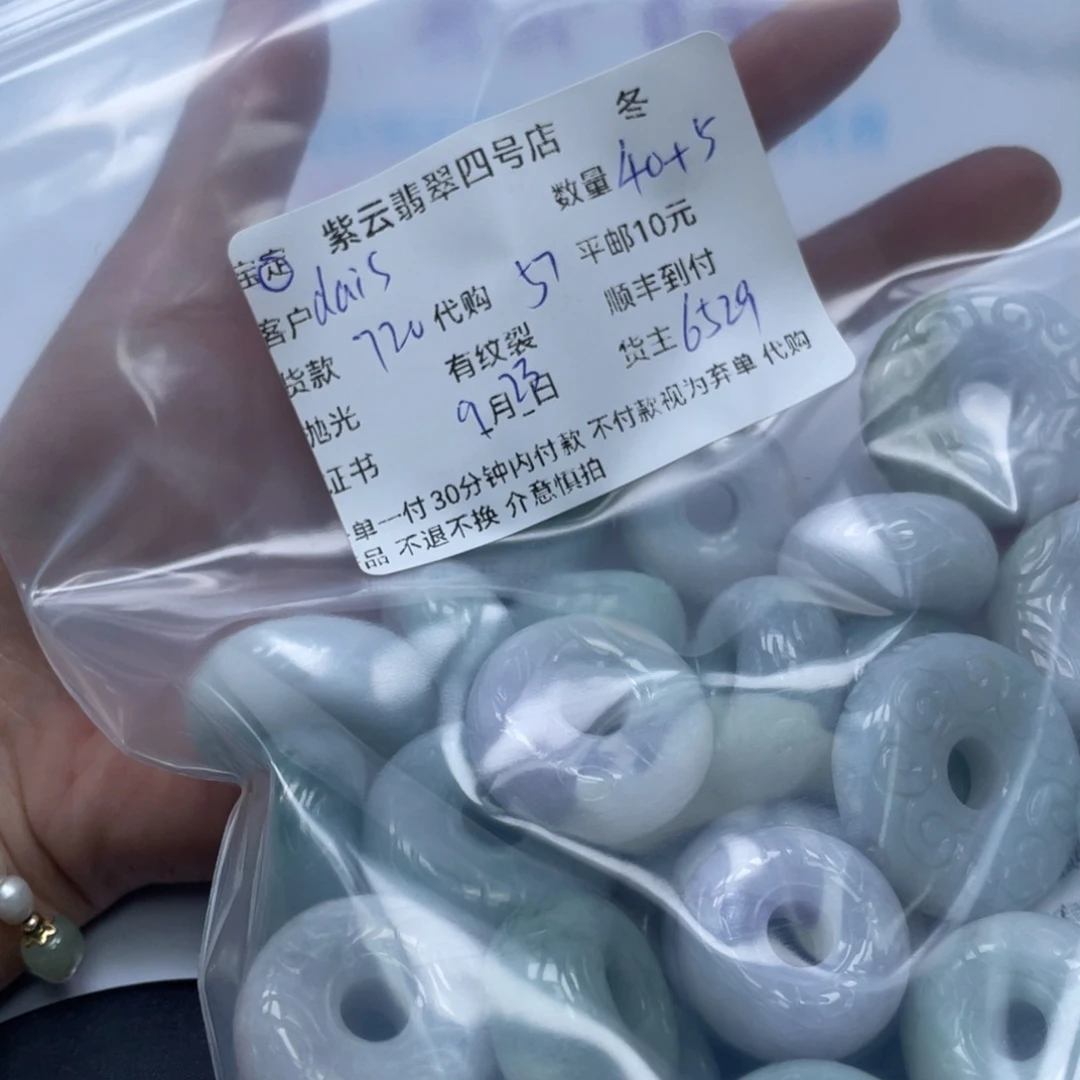 冬
紫云翡翠四号店
宝定 数量 40+5
客户 dais 代购 57 平邮10元
货款 720 有纹裂 顺丰到付
抛光 9月23日 货主 6529
证书
单一付 30分钟内付款 不付款视为弃单 代购
品 不退不换 介意慎拍